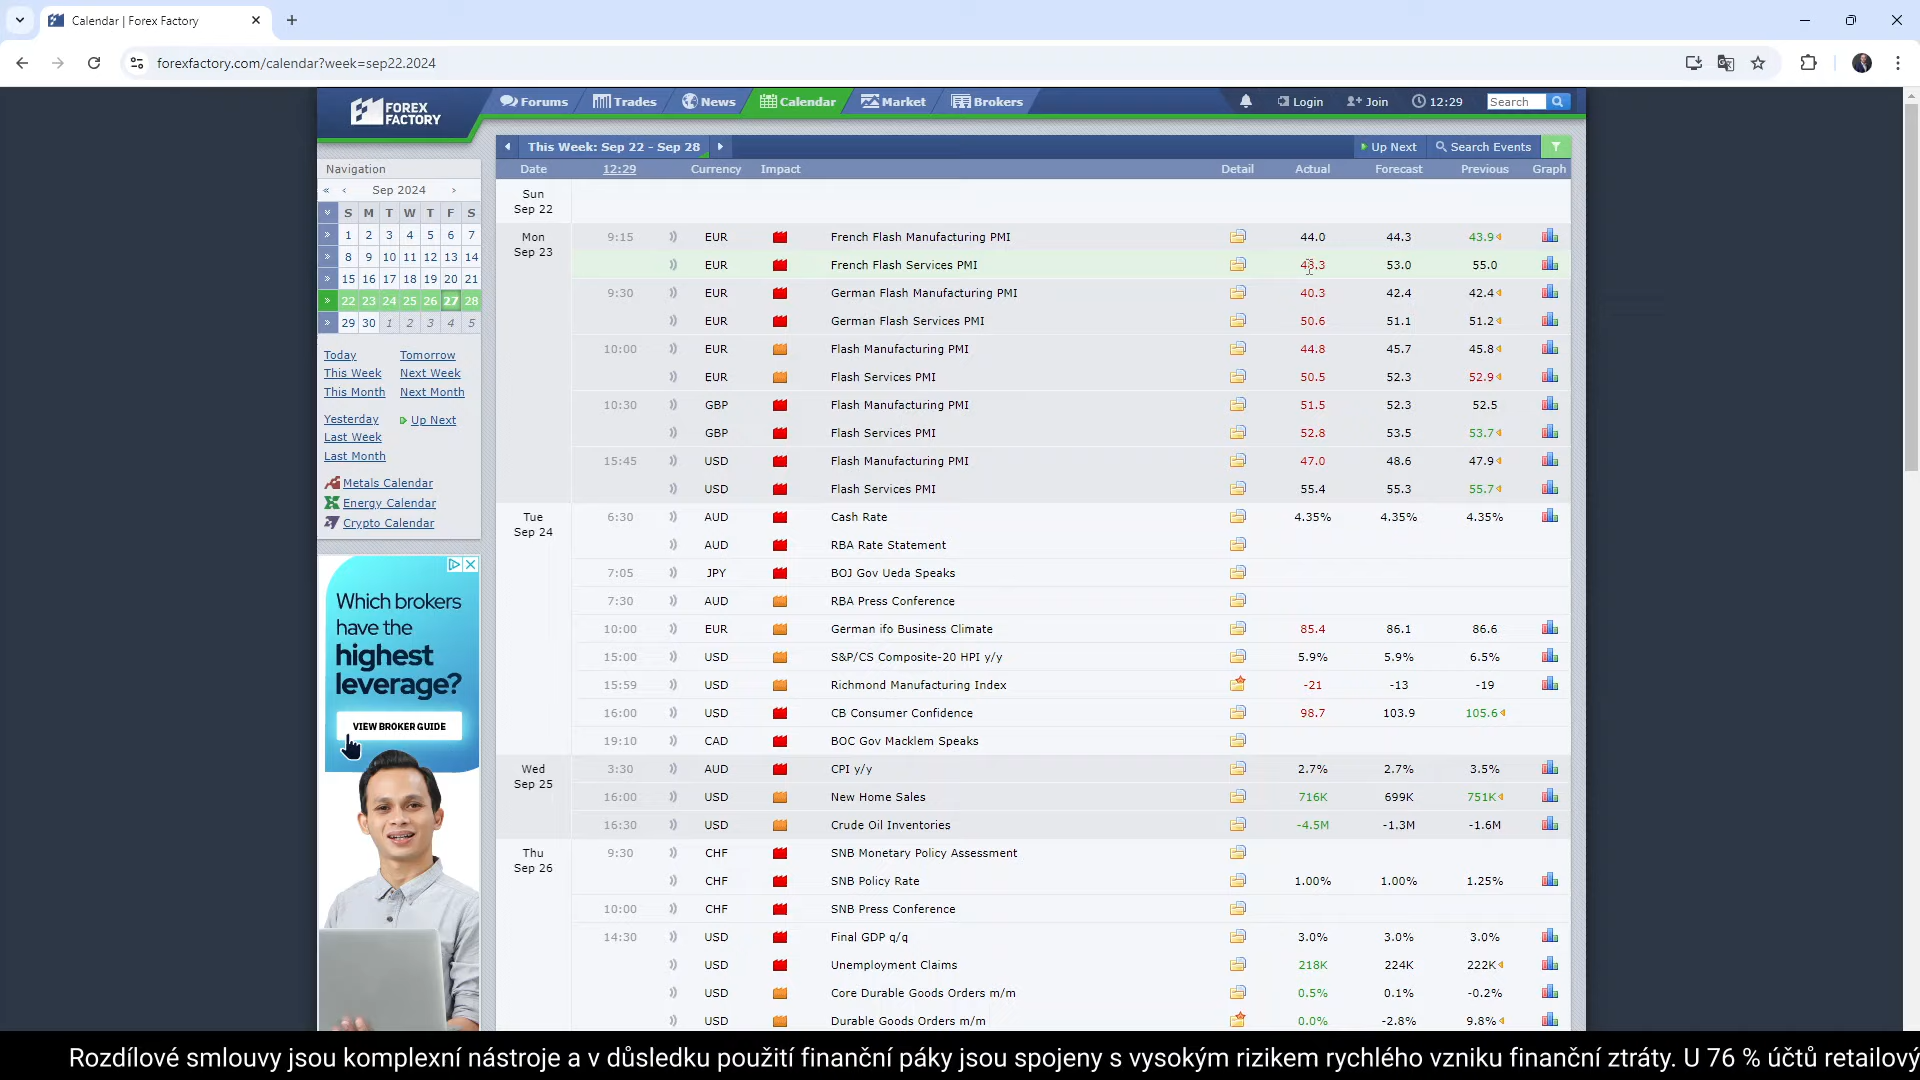 Calendar | Forex Factory
forexfactory.com/calendar?week=sep22.2024
FOREX FACTORY
Forums Trades News Calendar Market Brokers Login Join 12:29 Search
Navigation
« ‹ Sep 2024 ›
S M T W T F S
1 2 3 4 5 6 7
8 9 10 11 12 13 14
15 16 17 18 19 20 21
22 23 24 25 26 27 28
29 30 1 2 3 4 5
Today Tomorrow
This Week Next Week
This Month Next Month
Yesterday Up Next
Last Week
Last Month
Metals Calendar
Energy Calendar
Crypto Calendar
Which brokers
have the
highest
leverage?
VIEW BROKER GUIDE
This Week: Sep 22 - Sep 28 Up Next Search Events
Date 12:29 Currency Impact Detail Actual Forecast Previous Graph
Sun
Sep 22
Mon
Sep 23
9:15 EUR French Flash Manufacturing PMI 44.0 44.3 43.9
EUR French Flash Services PMI 53.0 55.0
9:30 EUR German Flash Manufacturing PMI 40.3 42.4 42.4
EUR German Flash Services PMI 50.6 51.1 51.2
10:00 EUR Flash Manufacturing PMI 44.8 45.7 45.8
EUR Flash Services PMI 50.5 52.3 52.9
10:30 GBP Flash Manufacturing PMI 51.5 52.3 52.5
GBP Flash Services PMI 52.8 53.5 53.7
15:45 USD Flash Manufacturing PMI 47.0 48.6 47.9
USD Flash Services PMI 55.4 55.3 55.7
Tue
Sep 24
6:30 AUD Cash Rate 4.35% 4.35% 4.35%
AUD RBA Rate Statement
7:05 JPY BOJ Gov Ueda Speaks
7:30 AUD RBA Press Conference
10:00 EUR German ifo Business Climate 85.4 86.1 86.6
15:00 USD S&P/CS Composite-20 HPI y/y 5.9% 5.9% 6.5%
15:59 USD Richmond Manufacturing Index -21 -13 -19
16:00 USD CB Consumer Confidence 98.7 103.9 105.6
19:10 CAD BOC Gov Macklem Speaks
Wed
Sep 25
3:30 AUD CPI y/y 2.7% 2.7% 3.5%
16:00 USD New Home Sales 716K 699K 751K
16:30 USD Crude Oil Inventories -4.5M -1.3M -1.6M
Thu
Sep 26
9:30 CHF SNB Monetary Policy Assessment
CHF SNB Policy Rate 1.00% 1.00% 1.25%
10:00 CHF SNB Press Conference
14:30 USD Final GDP q/q 3.0% 3.0% 3.0%
USD Unemployment Claims 218K 224K 222K
USD Core Durable Goods Orders m/m 0.5% 0.1% -0.2%
USD Durable Goods Orders m/m 0.0% -2.8% 9.8%
Rozdílové smlouvy jsou komplexní nástroje a v důsledku použití finanční páky jsou spojeny s vysokým rizikem rychlého vzniku finanční ztráty. U 76 % účtů retailový